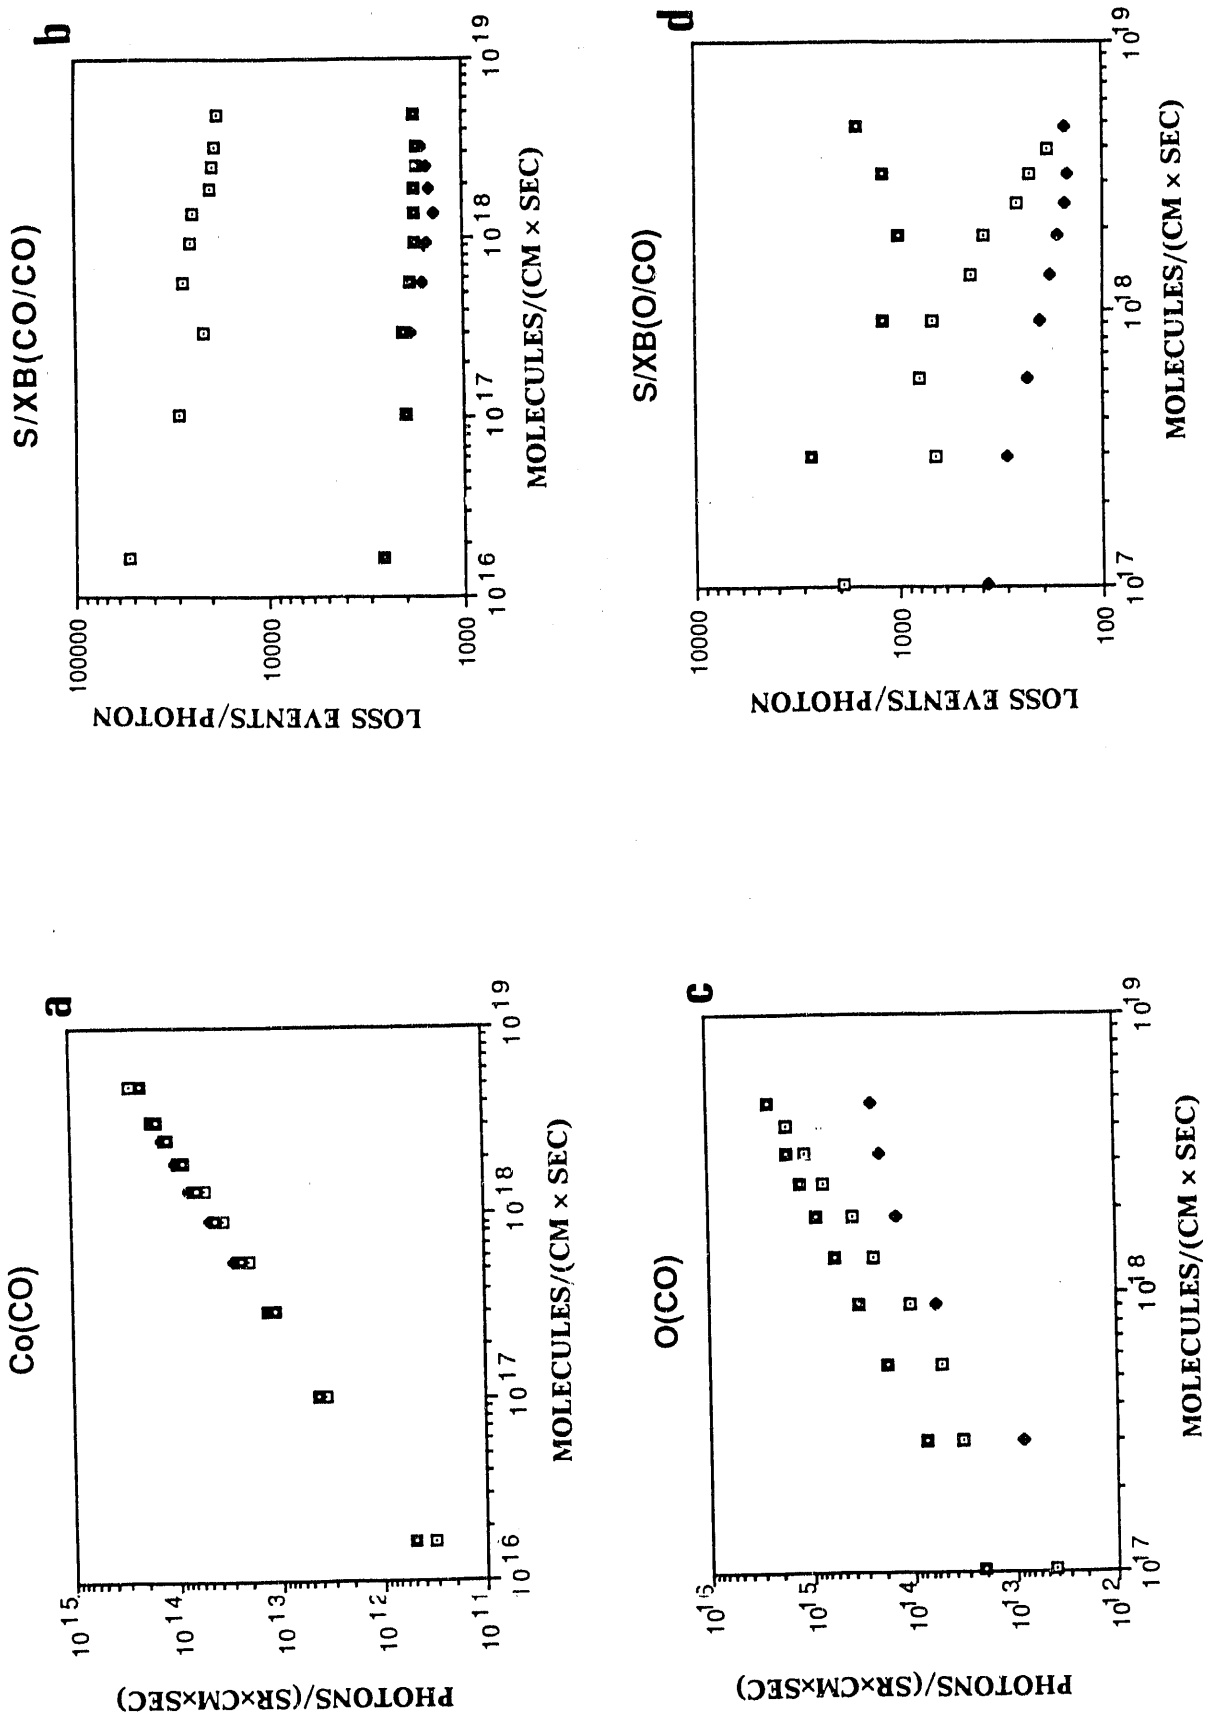 a
Co(CO)
10^15
10^14
10^13
10^12
10^11
PHOTONS/(SR×CM×SEC)
10^16
10^17
10^18
10^19
MOLECULES/(CM × SEC)
b
S/XB(CO/CO)
100000
10000
1000
LOSS EVENTS/PHOTON
10^16
10^17
10^18
10^19
MOLECULES/(CM × SEC)
c
O(CO)
10^16
10^15
10^14
10^13
10^12
PHOTONS/(SR×CM×SEC)
10^17
10^18
10^19
MOLECULES/(CM × SEC)
d
S/XB(O/CO)
10000
1000
100
LOSS EVENTS/PHOTON
10^17
10^18
10^19
MOLECULES/(CM × SEC)